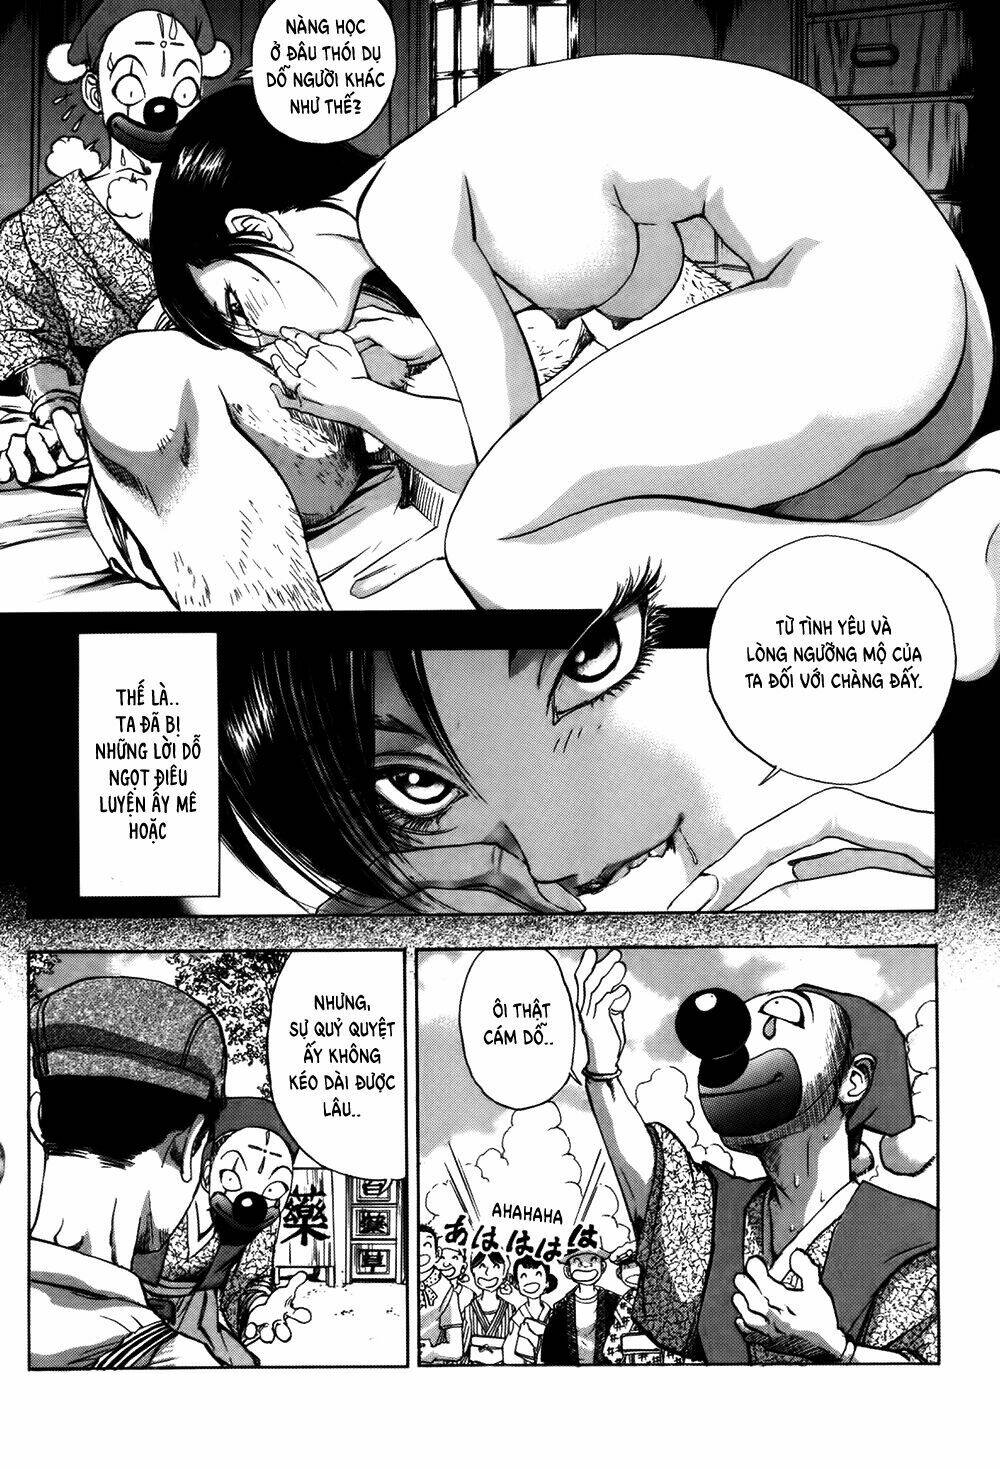 NÀNG HỌC
Ở ĐÂU THÓI DỤ
DỖ NGƯỜI KHÁC
NHƯ THẾ?
TỪ TÌNH YÊU VÀ
LÒNG NGƯỠNG MỘ CỦA
TA ĐỐI VỚI CHÀNG ĐẤY.
THẾ LÀ..
TA ĐÃ BỊ
NHỮNG LỜI DỖ
NGỌT ĐIÊU
LUYỆN ẤY MÊ
HOẶC
ÔI THẬT
CÁM DỖ..
AHAHAHA
あはははは
NHƯNG,
SỰ QUỶ QUYỆT
ẤY KHÔNG
KÉO DÀI ĐƯỢC
LÂU..
藥